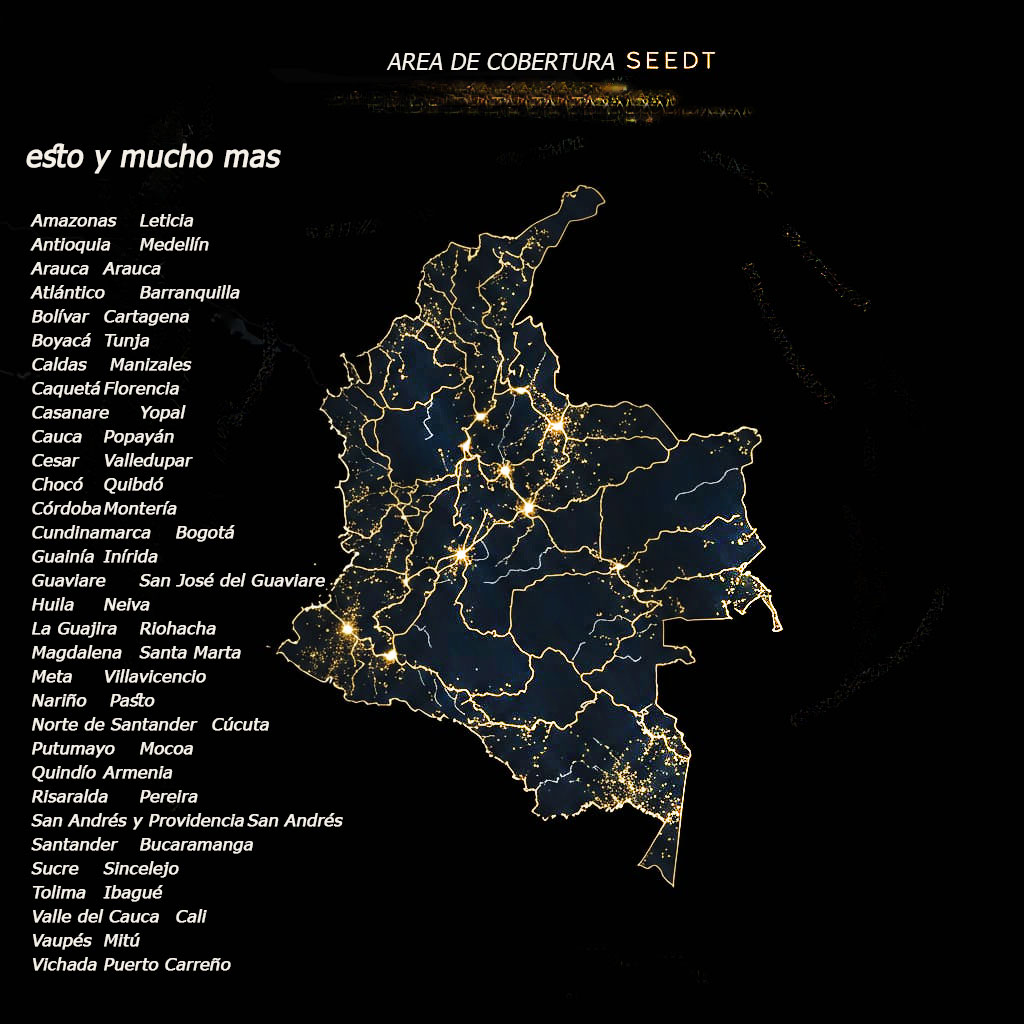 AREA DE COBERTURA SEEDT
esto y mucho mas
Amazonas Leticia
Antioquia Medellín
Arauca Arauca
Atlántico Barranquilla
Bolívar Cartagena
Boyacá Tunja
Caldas Manizales
Caquetá Florencia
Casanare Yopal
Cauca Popayán
Cesar Valledupar
Chocó Quibdó
Córdoba Montería
Cundinamarca Bogotá
Guainía Inírida
Guaviare San José del Guaviare
Huila Neiva
La Guajira Riohacha
Magdalena Santa Marta
Meta Villavicencio
Nariño Pasto
Norte de Santander Cúcuta
Putumayo Mocoa
Quindío Armenia
Risaralda Pereira
San Andrés y Providencia San Andrés
Santander Bucaramanga
Sucre Sincelejo
Tolima Ibagué
Valle del Cauca Cali
Vaupés Mitú
Vichada Puerto Carreño